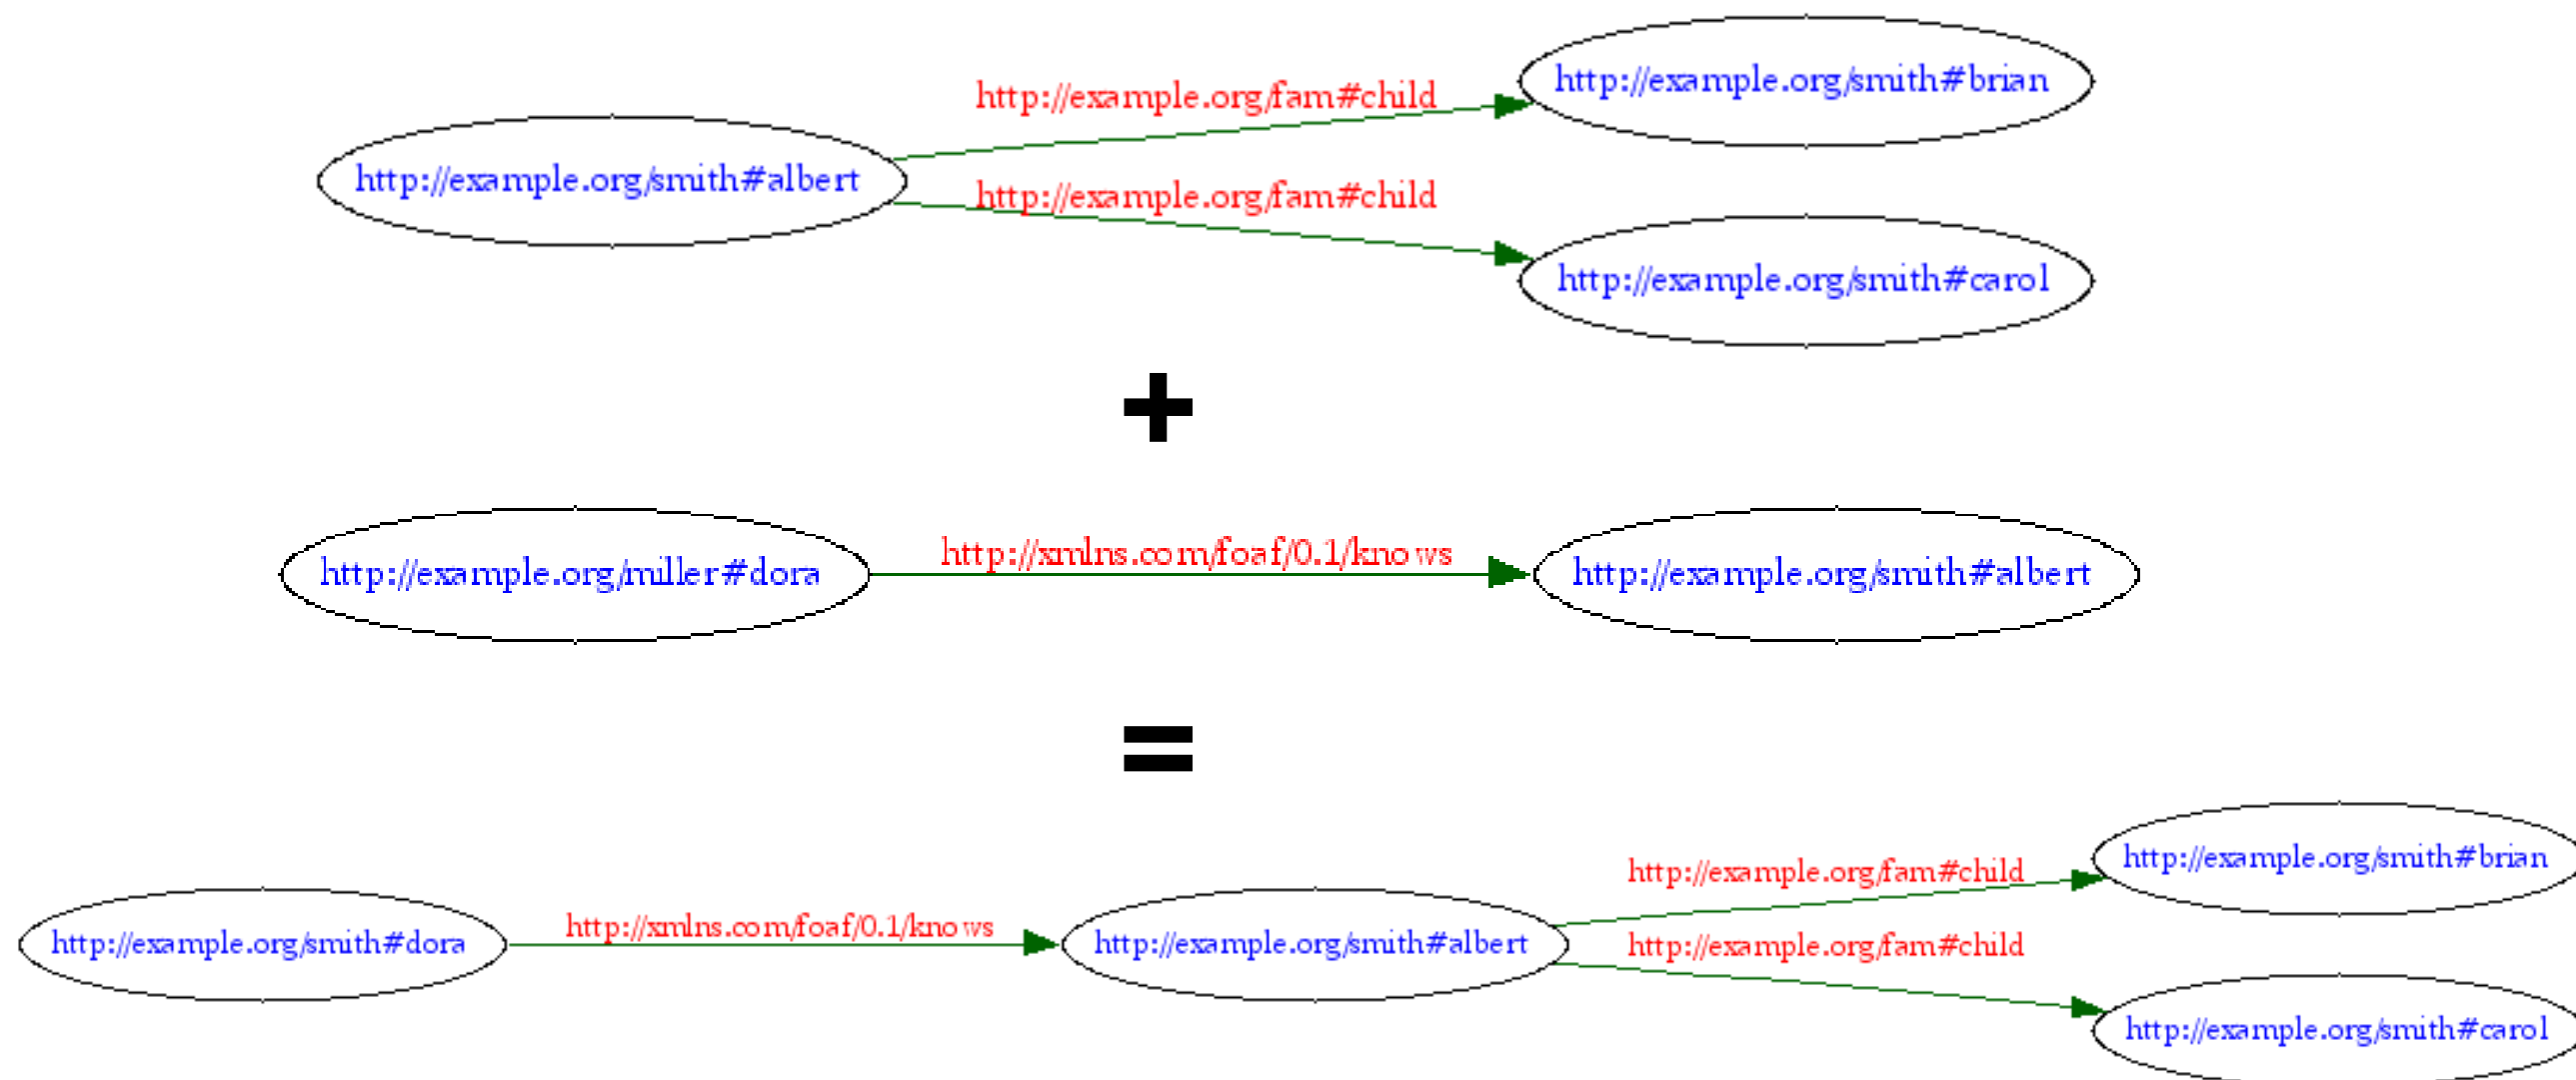 http://example.org/fam#child
http://example.org/smith#brian
http://example.org/smith#albert
http://example.org/fam#child
http://example.org/smith#carol
+
http://example.org/miller#dora
http://xmlns.com/foaf/0.1/knows
http://example.org/smith#albert
=
http://example.org/smith#dora
http://xmlns.com/foaf/0.1/knows
http://example.org/smith#albert
http://example.org/fam#child
http://example.org/smith#brian
http://example.org/fam#child
http://example.org/smith#carol